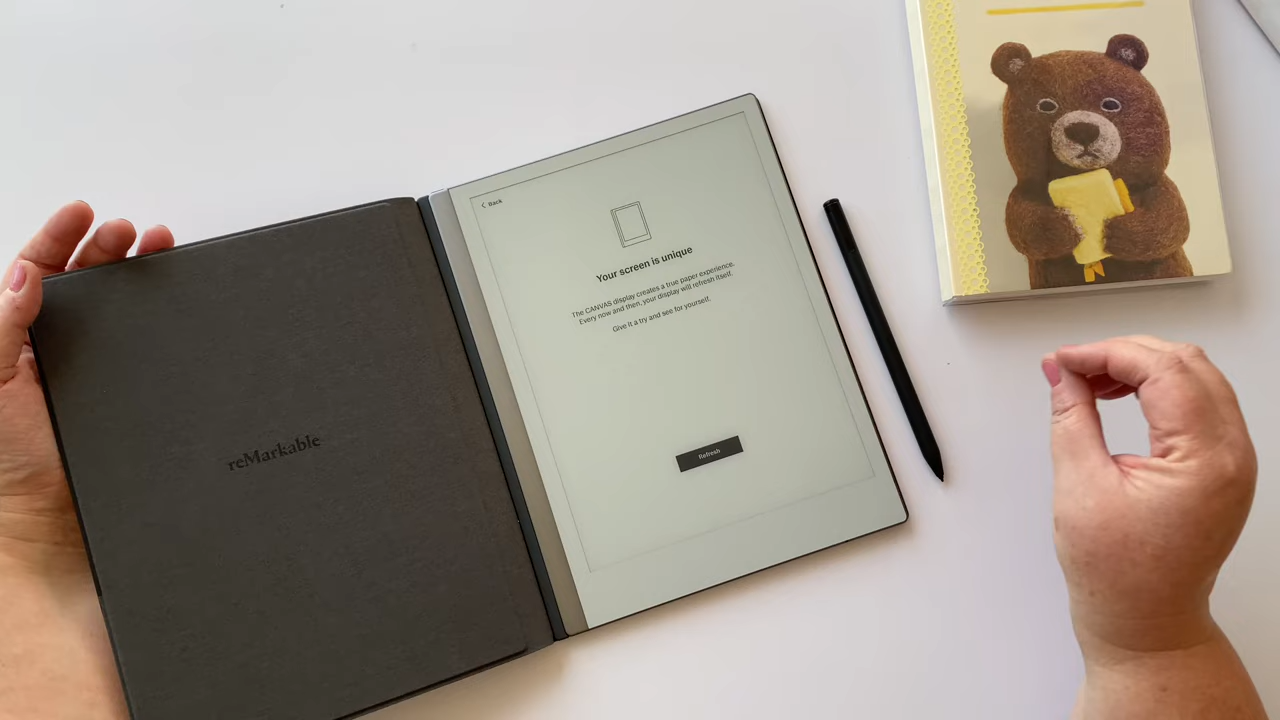 reMarkable
Back
Your screen is unique
The CANVAS display creates a true paper experience.
Every now and then, your display will refresh itself.
Give it a try and see for yourself.
Refresh